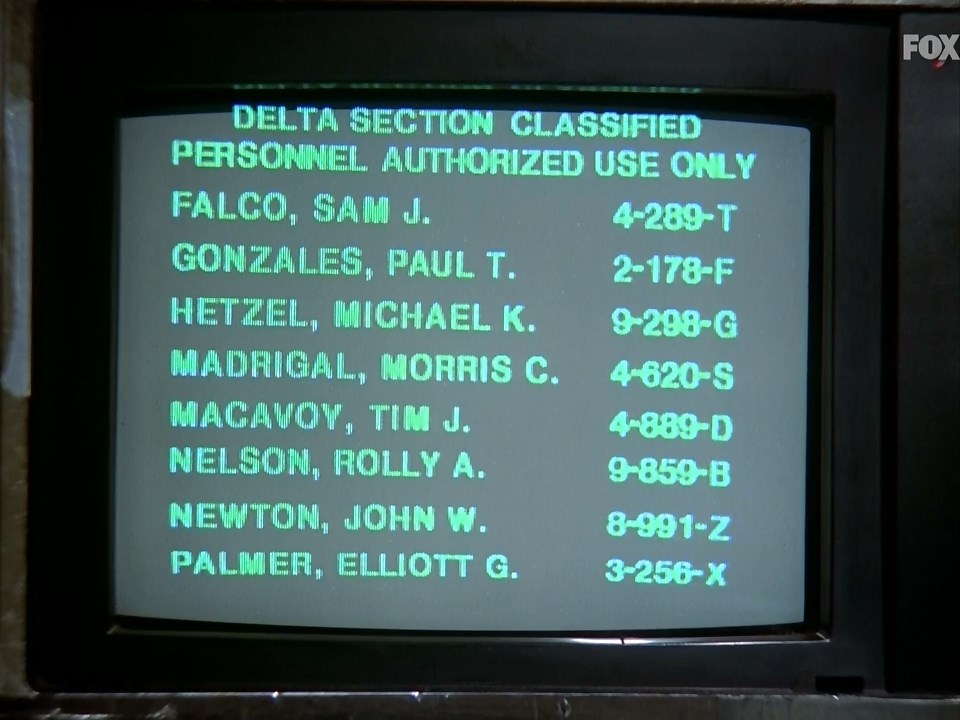 FOX
DELTA SECTION CLASSIFIED
PERSONNEL AUTHORIZED USE ONLY
FALCO, SAM J. 4-289-T
GONZALES, PAUL T. 2-178-F
HETZEL, MICHAEL K. 9-298-G
MADRIGAL, MORRIS C. 4-620-S
MACAVOY, TIM J. 4-889-D
NELSON, ROLLY A. 9-859-B
NEWTON, JOHN W. 8-991-Z
PALMER, ELLIOTT G. 3-256-X